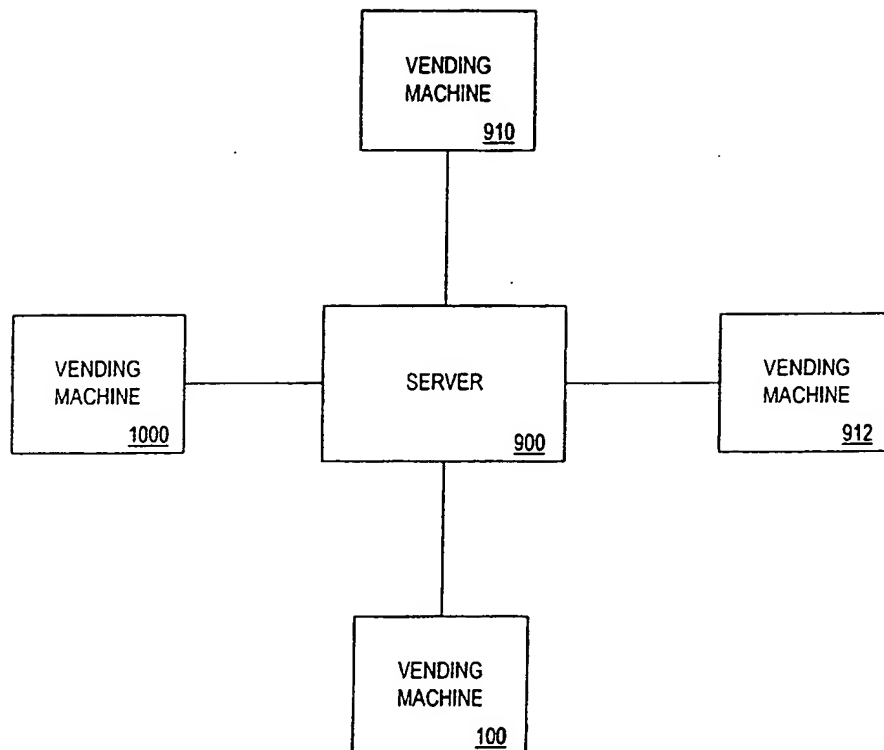 VENDING
MACHINE
910
VENDING
MACHINE
1000
SERVER
900
VENDING
MACHINE
912
VENDING
MACHINE
100